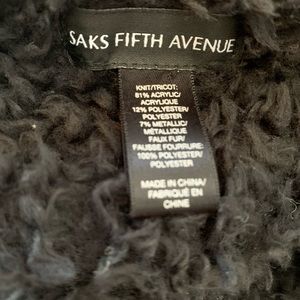 SAKS FIFTH AVENUE
KNIT/TRICOT:
81% ACRYLIC/
ACRYLIQUE
12% POLYESTER/
POLYESTER
7% METALLIC/
MÉTALLIQUE
FAUX FUR/
FAUSSE FOURRURE:
100% POLYESTER/
POLYESTER
MADE IN CHINA/
FABRIQUÉ EN
CHINE